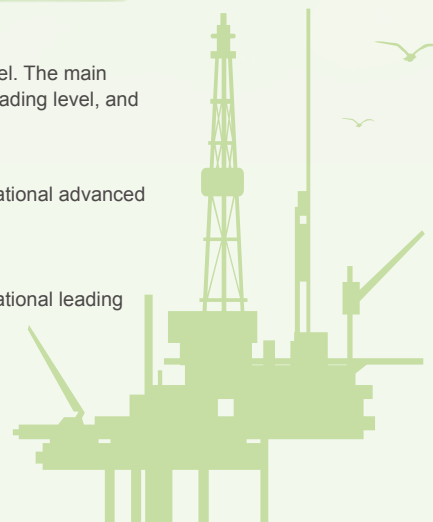 el. The main
ading level, and
ational advanced
ational leading